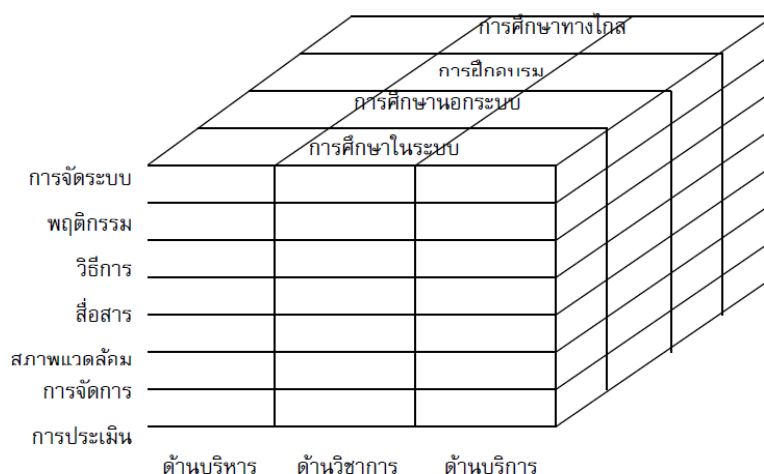 การศึกษาทางไกล
การฝึกอบรม
การศึกษานอกระบบ
การศึกษาในระบบ
การจัดระบบ
พฤติกรรม
วิธีการ
สื่อสาร
สภาพแวดล้อม
การจัดการ
การประเมิน
ด้านบริหาร ด้านวิชาการ ด้านบริการ